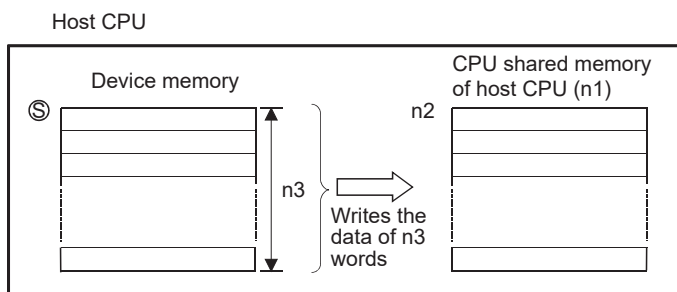 Host CPU
Device memory
CPU shared memory
of host CPU (n1)
Ⓢ
n2
n3
Writes the
data of n3
words